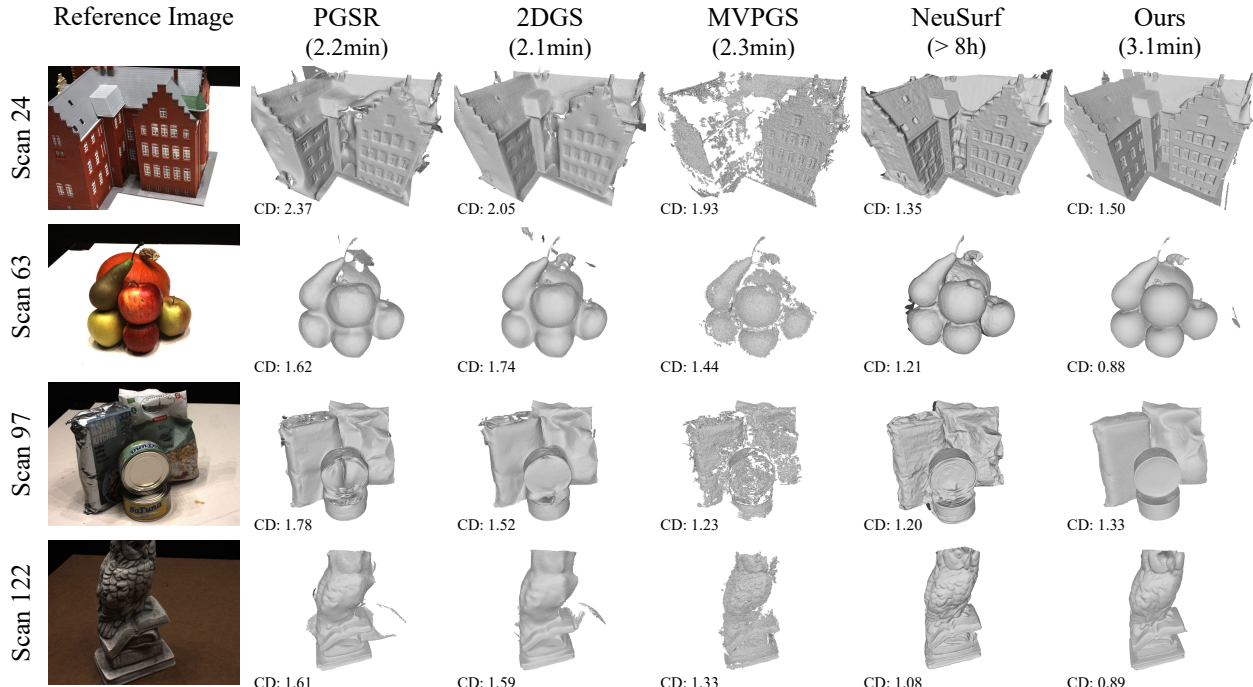 Reference Image
PGSR
(2.2min)
2DGS
(2.1min)
MVPGS
(2.3min)
NeuSurf
(> 8h)
Ours
(3.1min)
Scan 24
CD: 2.37
CD: 2.05
CD: 1.93
CD: 1.35
CD: 1.50
Scan 63
CD: 1.62
CD: 1.74
CD: 1.44
CD: 1.21
CD: 0.88
Scan 97
CD: 1.78
CD: 1.52
CD: 1.23
CD: 1.20
CD: 1.33
Scan 122
CD: 1.61
CD: 1.59
CD: 1.33
CD: 1.08
CD: 0.89